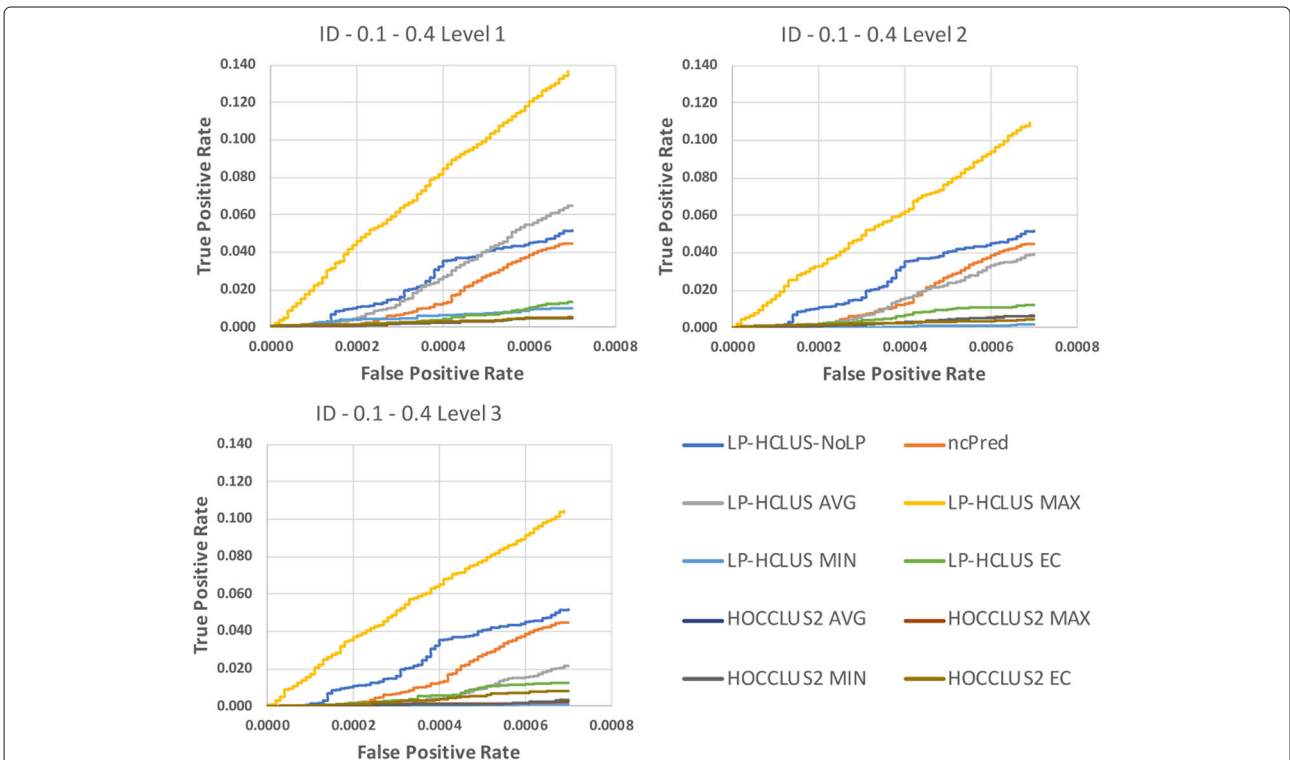 ID - 0.1 - 0.4 Level 1
0.140
0.120
0.100
0.080
0.060
0.040
0.020
0.000
True Positive Rate
0.0000 0.0002 0.0004 0.0006 0.0008
False Positive Rate
ID - 0.1 - 0.4 Level 2
0.140
0.120
0.100
0.080
0.060
0.040
0.020
0.000
True Positive Rate
0.0000 0.0002 0.0004 0.0006 0.0008
False Positive Rate
ID - 0.1 - 0.4 Level 3
0.140
0.120
0.100
0.080
0.060
0.040
0.020
0.000
True Positive Rate
0.0000 0.0002 0.0004 0.0006 0.0008
False Positive Rate
LP-HCLUS-NoLP ncPred
LP-HCLUS AVG LP-HCLUS MAX
LP-HCLUS MIN LP-HCLUS EC
HOCCLUS2 AVG HOCCLUS2 MAX
HOCCLUS2 MIN HOCCLUS2 EC